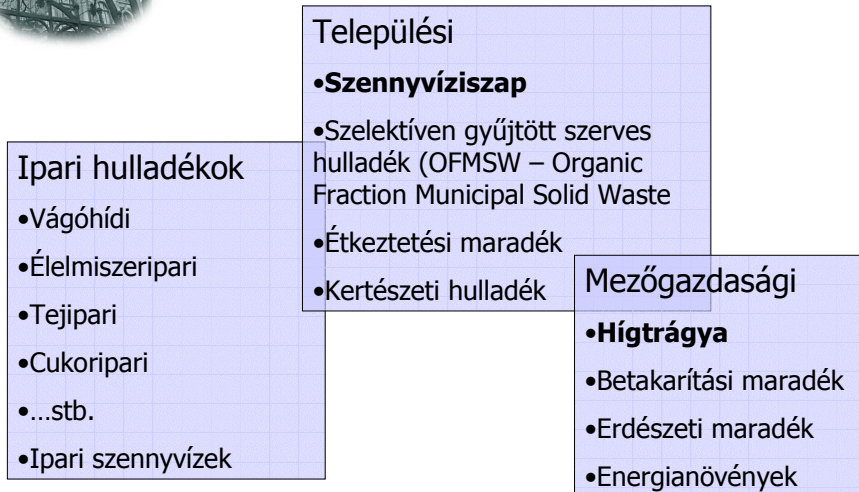 Települési
•Szennyvíziszap
•Szelektíven gyűjtött szerves
hulladék (OFMSW – Organic
Fraction Municipal Solid Waste
•Étkeztetési maradék
•Kertészeti hulladék
Ipari hulladékok
•Vágóhídi
•Élelmiszeripari
•Tejipari
•Cukoripari
•...stb.
•Ipari szennyvízek
Mezőgazdasági
•Hígtrágya
•Betakarítási maradék
•Erdészeti maradék
•Energianövények